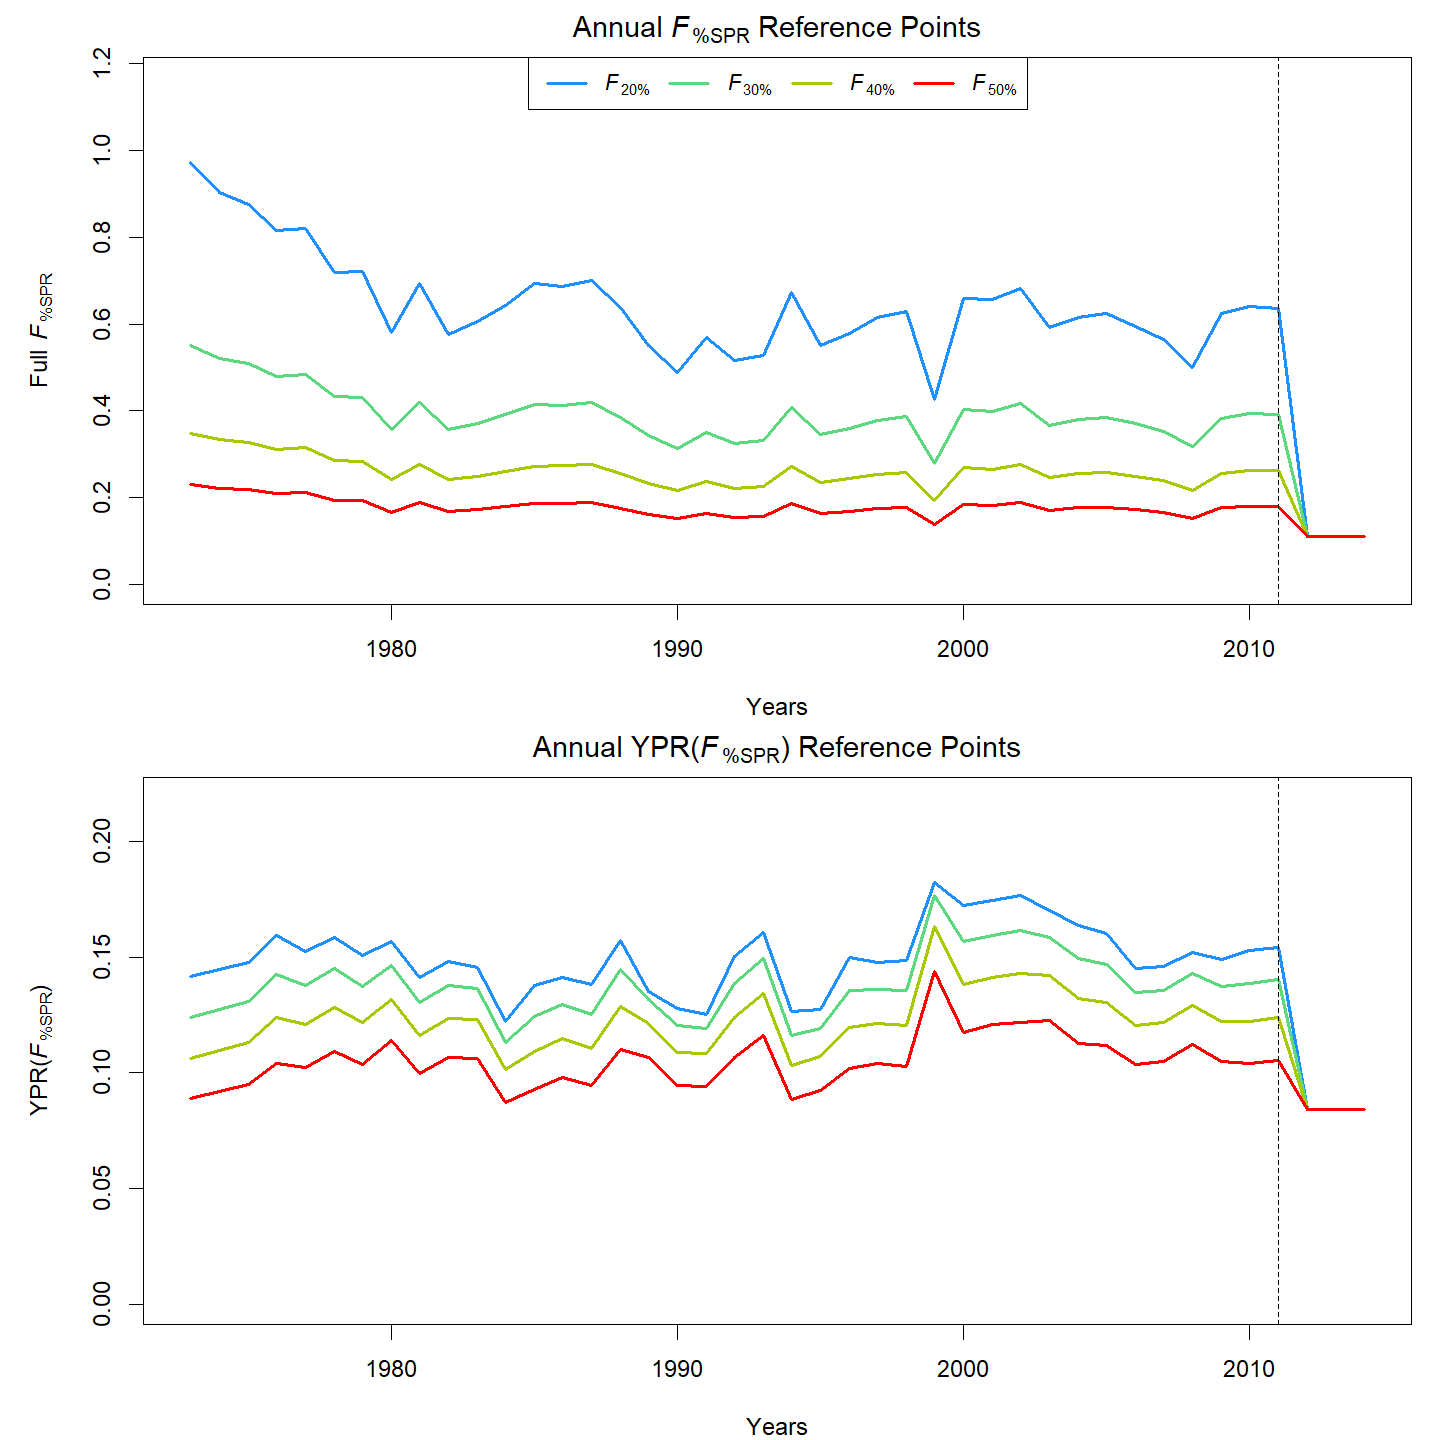 Annual F%SPR Reference Points
F20% F30% F40% F50%
Full F%SPR
1.2
1.0
0.8
0.6
0.4
0.2
0.0
1980 1990 2000 2010
Years
Annual YPR(F%SPR) Reference Points
YPR(F%SPR)
0.20
0.15
0.10
0.05
0.00
1980 1990 2000 2010
Years